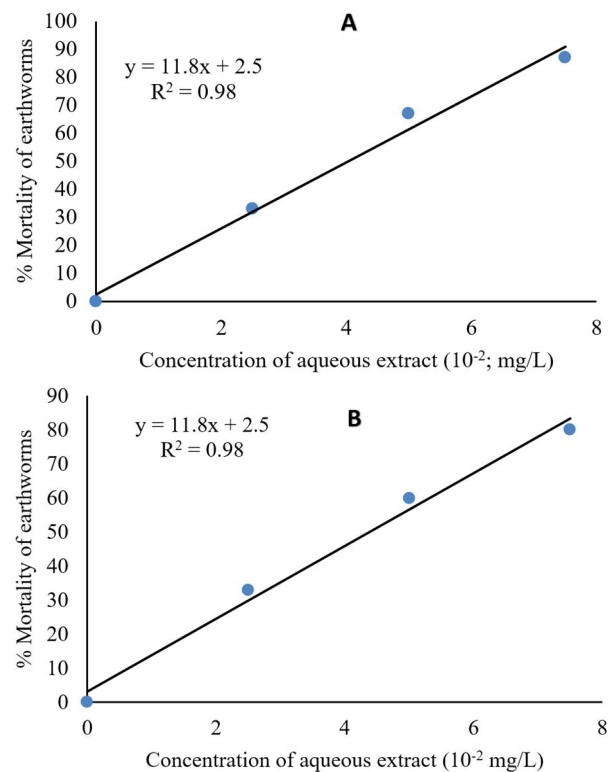 A
y = 11.8x + 2.5
R² = 0.98
% Mortality of earthworms
100
90
80
70
60
50
40
30
20
10
0
0 2 4 6 8
Concentration of aqueous extract (10⁻²; mg/L)
B
y = 11.8x + 2.5
R² = 0.98
% Mortality of earthworms
90
80
70
60
50
40
30
20
10
0
0 2 4 6 8
Concentration of aqueous extract (10⁻² mg/L)